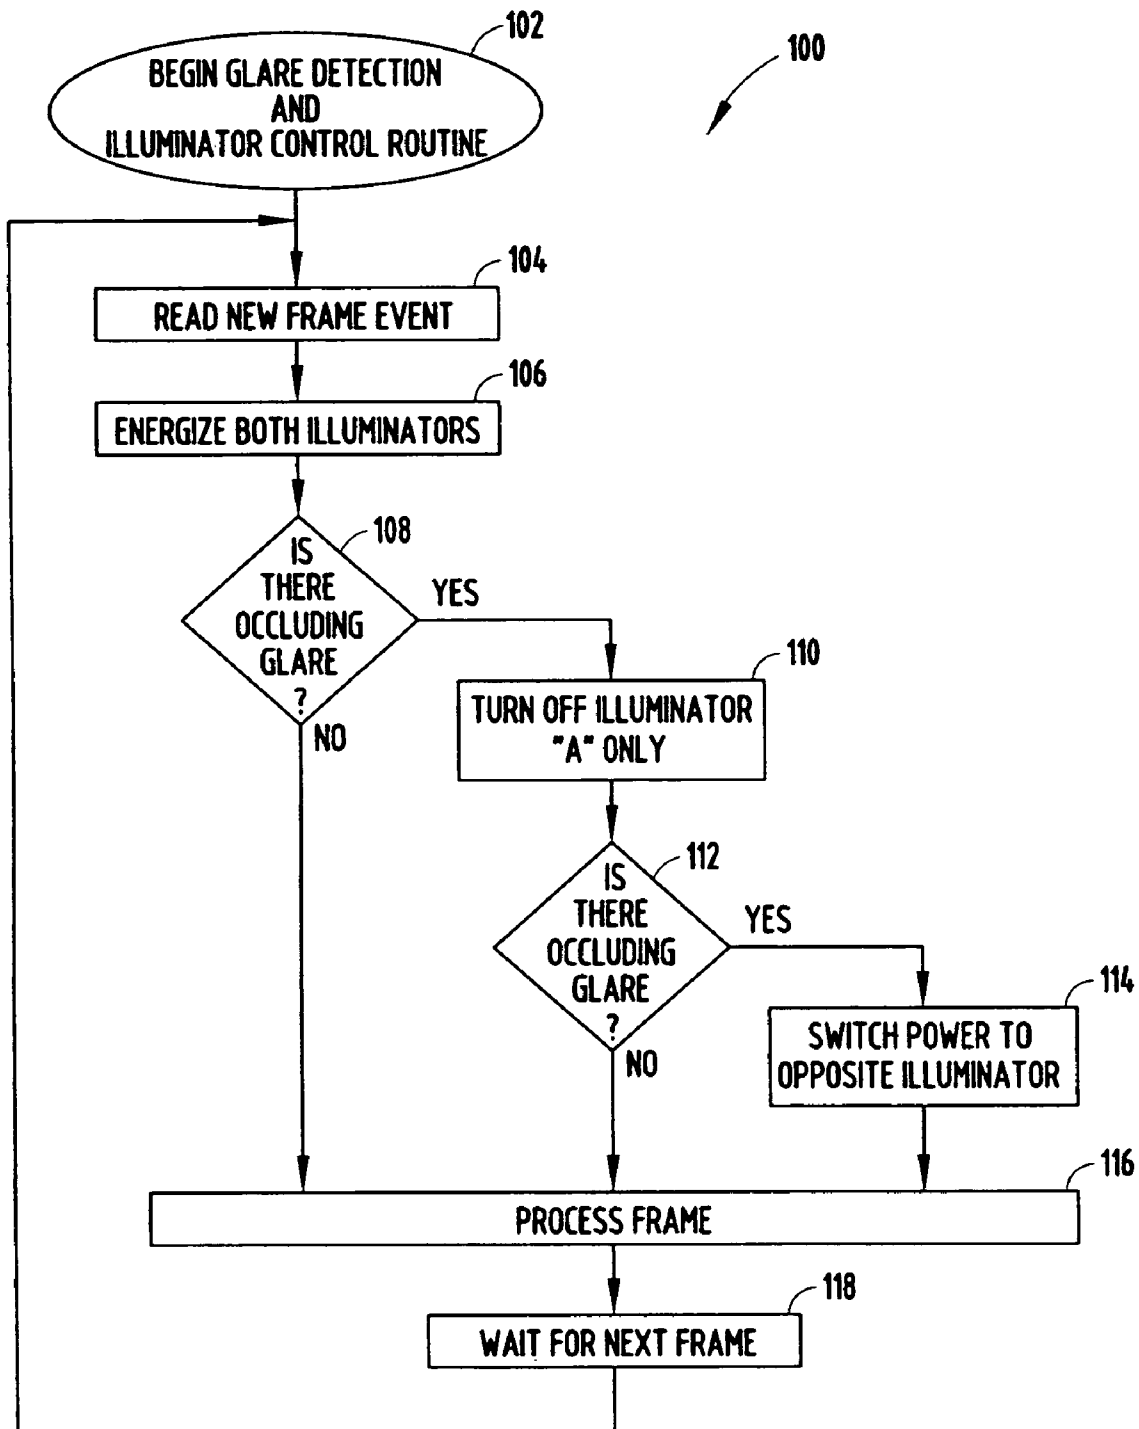 102
100
BEGIN GLARE DETECTION
AND
ILLUMINATOR CONTROL ROUTINE
104
READ NEW FRAME EVENT
106
ENERGIZE BOTH ILLUMINATORS
108
IS
THERE
OCCLUDING
GLARE
?
YES
NO
110
TURN OFF ILLUMINATOR
"A" ONLY
112
IS
THERE
OCCLUDING
GLARE
?
YES
NO
114
SWITCH POWER TO
OPPOSITE ILLUMINATOR
116
PROCESS FRAME
118
WAIT FOR NEXT FRAME